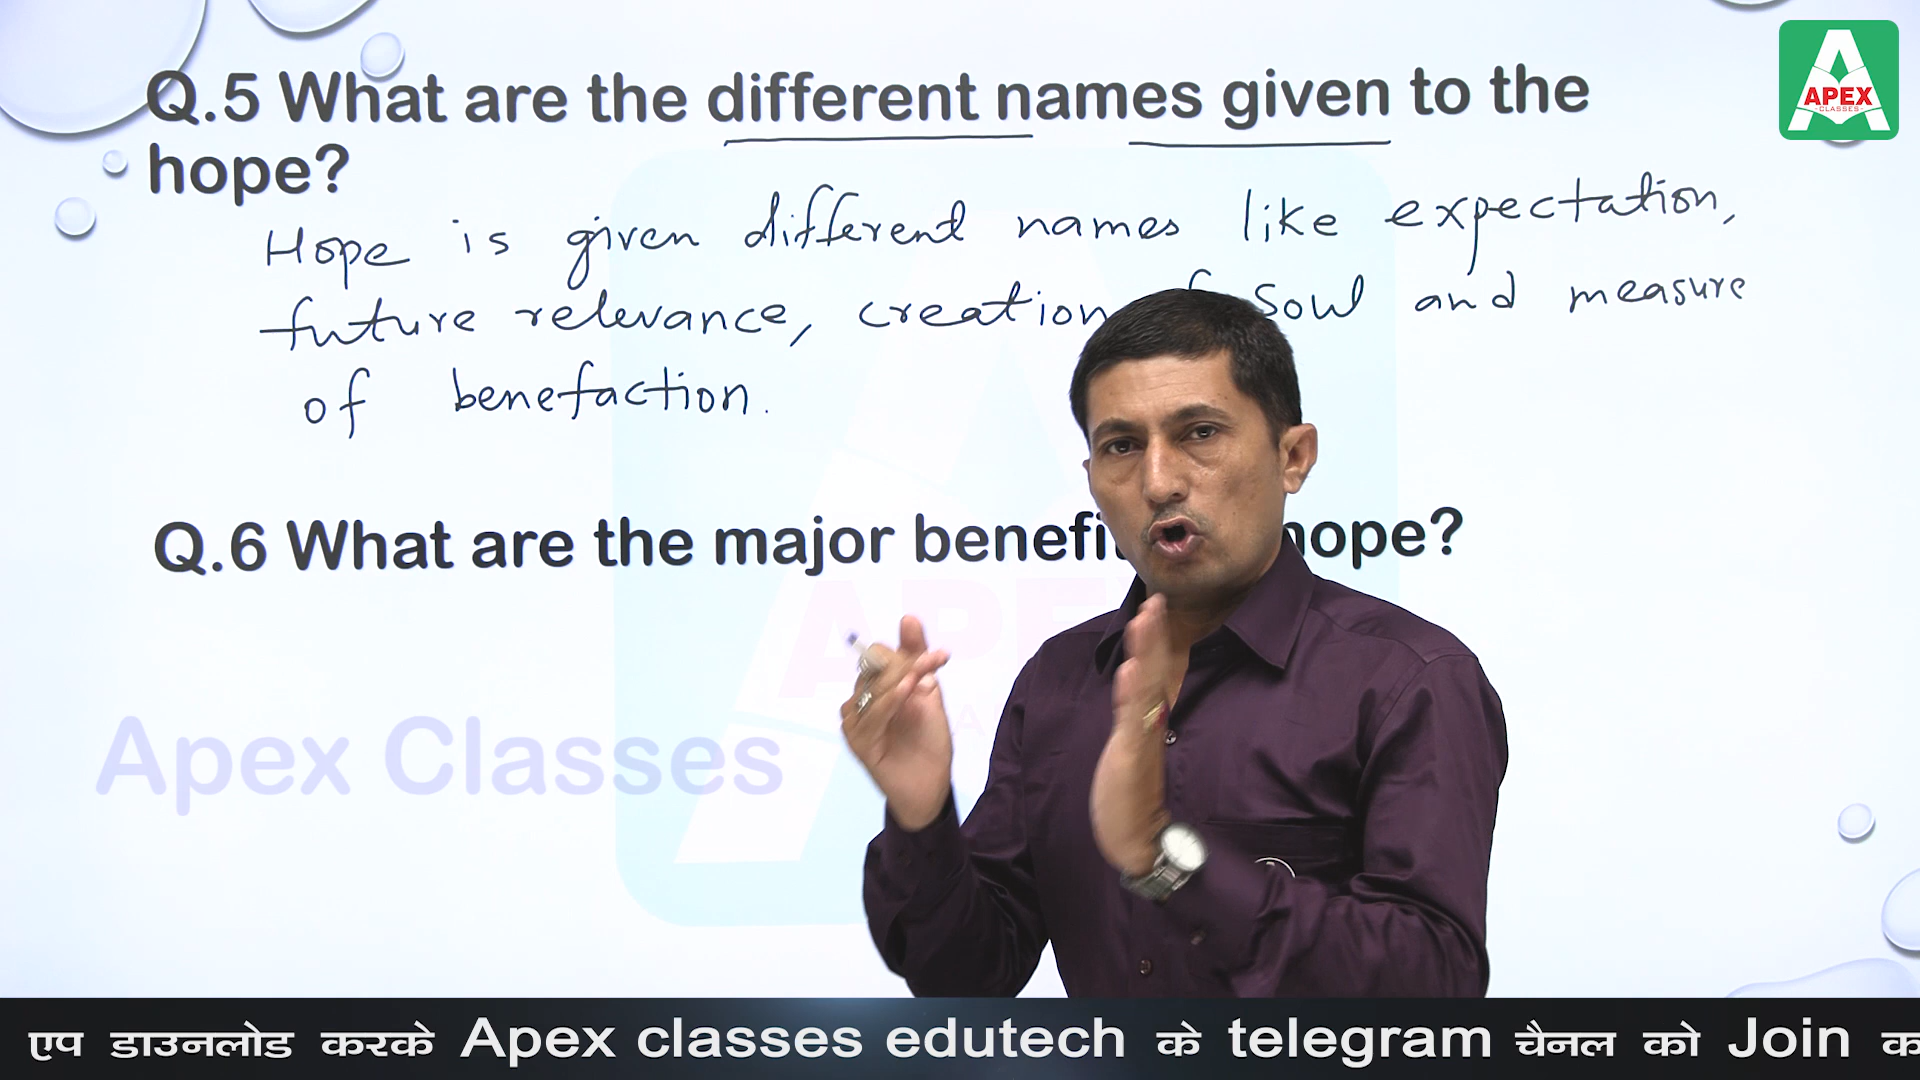 Q.5 What are the different names given to the
hope?
Hope is given different names like expectation,
future relevance, creation soul and measure
of benefaction.
Q.6 What are the major hope?
Apex Classes
APEX
CLASSES
एप डाउनलोड करके Apex classes edutech के telegram चैनल को Join